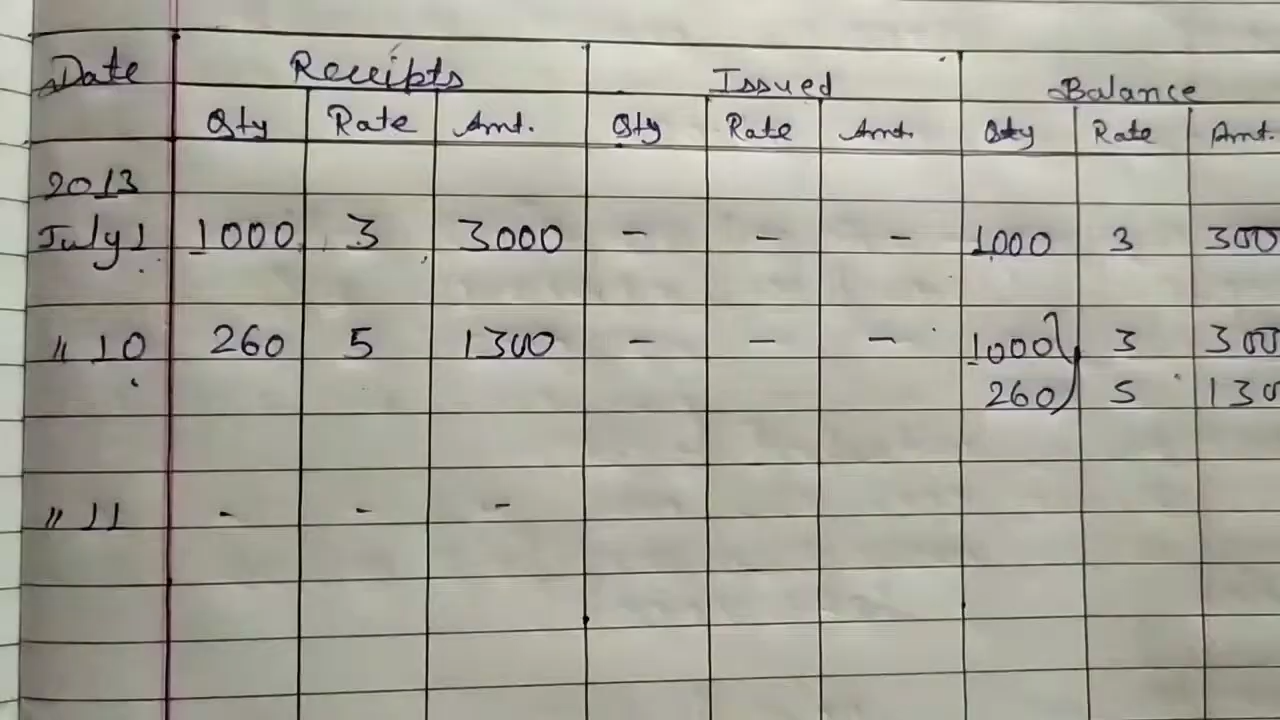 Date Receipts Issued Balance
Qty Rate Amt. Qty Rate Amt. Qty Rate Amt.
2013
July 1 1000 3 3000 - - - 1000 3 300
" 10 260 5 1300 - - - 1000 3 300
260 5 130
" 11 - - -